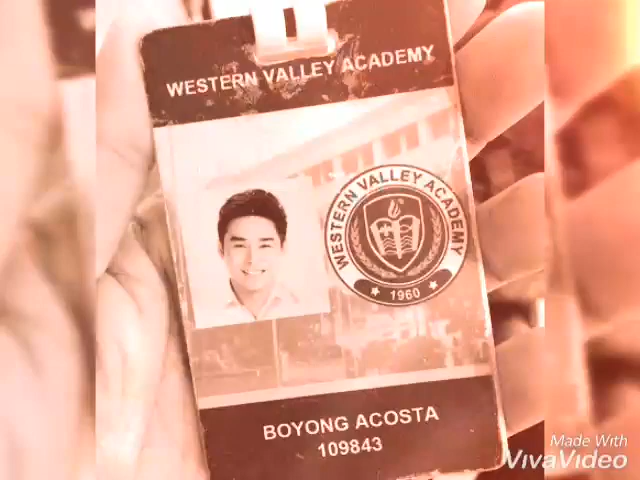 WESTERN VALLEY ACADEMY
WESTERN VALLEY ACADEMY
1960
BOYONG ACOSTA
109843
Made With
VivaVideo